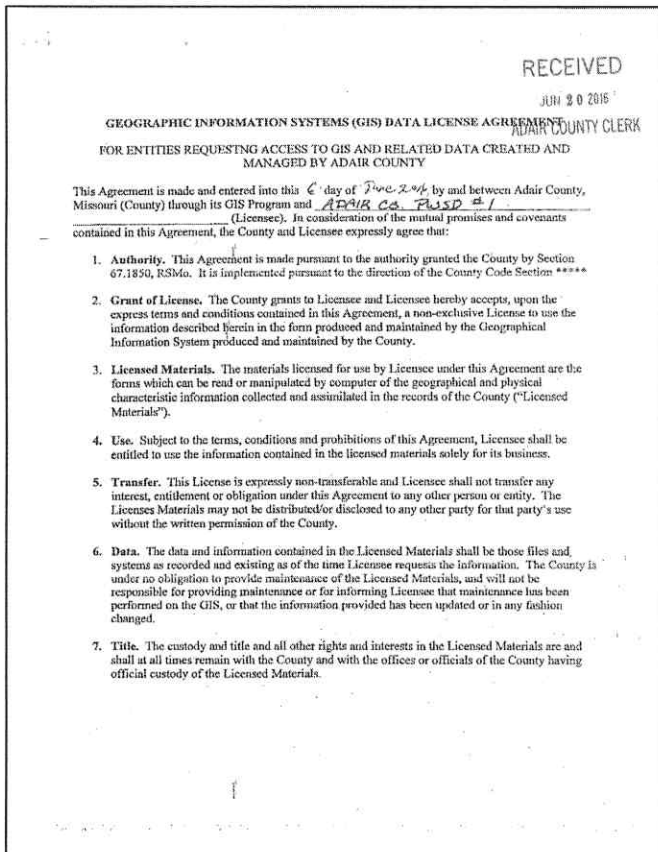 RECEIVED
JUN 20 2016
ADAIR COUNTY CLERK
GEOGRAPHIC INFORMATION SYSTEMS (GIS) DATA LICENSE AGREEMENT
FOR ENTITIES REQUESTNG ACCESS TO GIS AND RELATED DATA CREATED AND
MANAGED BY ADAIR COUNTY
This Agreement is made and entered into this 6 day of June, by and between Adair County,
Missouri (County) through its GIS Program and ADAIR CO. PWSD #1
(Licensee). In consideration of the mutual promises and covenants
contained in this Agreement, the County and Licensee expressly agree that:
1. Authority. This Agreement is made pursuant to the authority granted the County by Section
67.1850, RSMo. It is implemented pursuant to the direction of the County Code Section *****
2. Grant of License. The County grants to Licensee and Licensee hereby accepts, upon the
express terms and conditions contained in this Agreement, a non-exclusive License to use the
information described herein in the form produced and maintained by the Geographical
Information System produced and maintained by the County.
3. Licensed Materials. The materials licensed for use by Licensee under this Agreement are the
forms which can be read or manipulated by computer of the geographical and physical
characteristic information collected and assimilated in the records of the County ("Licensed
Materials").
4. Use. Subject to the terms, conditions and prohibitions of this Agreement, Licensee shall be
entitled to use the information contained in the licensed materials solely for its business.
5. Transfer. This License is expressly non-transferable and Licensee shall not transfer any
interest, entitlement or obligation under this Agreement to any other person or entity. The
Licenses Materials may not be distributed/or disclosed to any other party for that party's use
without the written permission of the County.
6. Data. The data and information contained in the Licensed Materials shall be those files and
systems as recorded and existing as of the time Licensee requests the information. The County is
under no obligation to provide maintenance of the Licensed Materials, and will not be
responsible for providing maintenance or for informing Licensee that maintenance has been
performed on the GIS, or that the information provided has been updated or in any fashion
changed.
7. Title. The custody and title and all other rights and interests in the Licensed Materials are and
shall at all times remain with the County and with the offices or officials of the County having
official custody of the Licensed Materials.